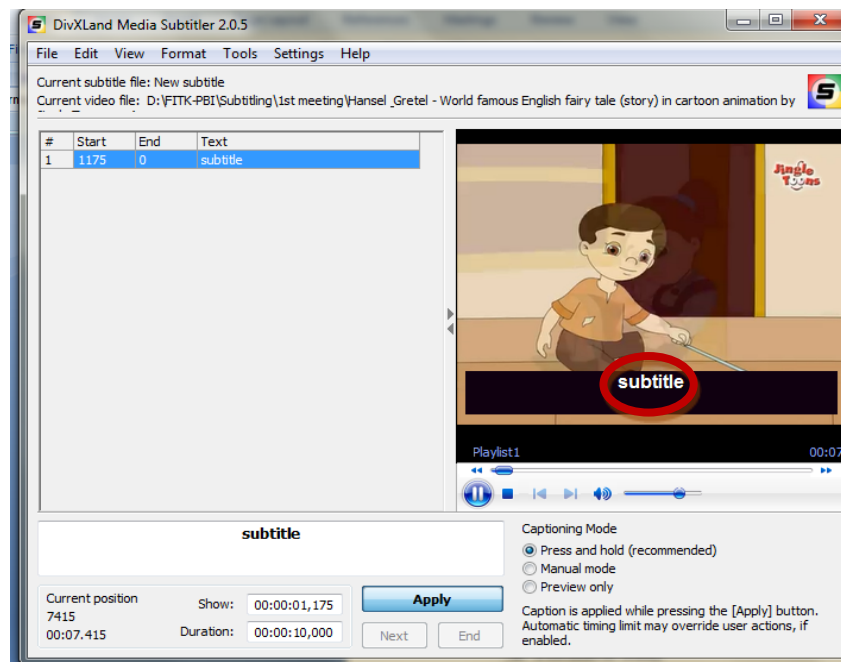 DivXLand Media Subtitler 2.0.5
File Edit View Format Tools Settings Help
Current subtitle file: New subtitle
Current video file: D:\FITK-PBI\Subtitling\1st meeting\Hansel _Gretel - World famous English fairy tale (story) in cartoon animation by
# Start End Text
1 1175 0 subtitle
Jingle
Toons
subtitle
Playlist1 00:07
subtitle
Captioning Mode
Press and hold (recommended)
Manual mode
Preview only
Current position
7415
00:07.415
Show: 00:00:01,175
Duration: 00:00:10,000
Apply
Next End
Caption is applied while pressing the [Apply] button.
Automatic timing limit may override user actions, if
enabled.